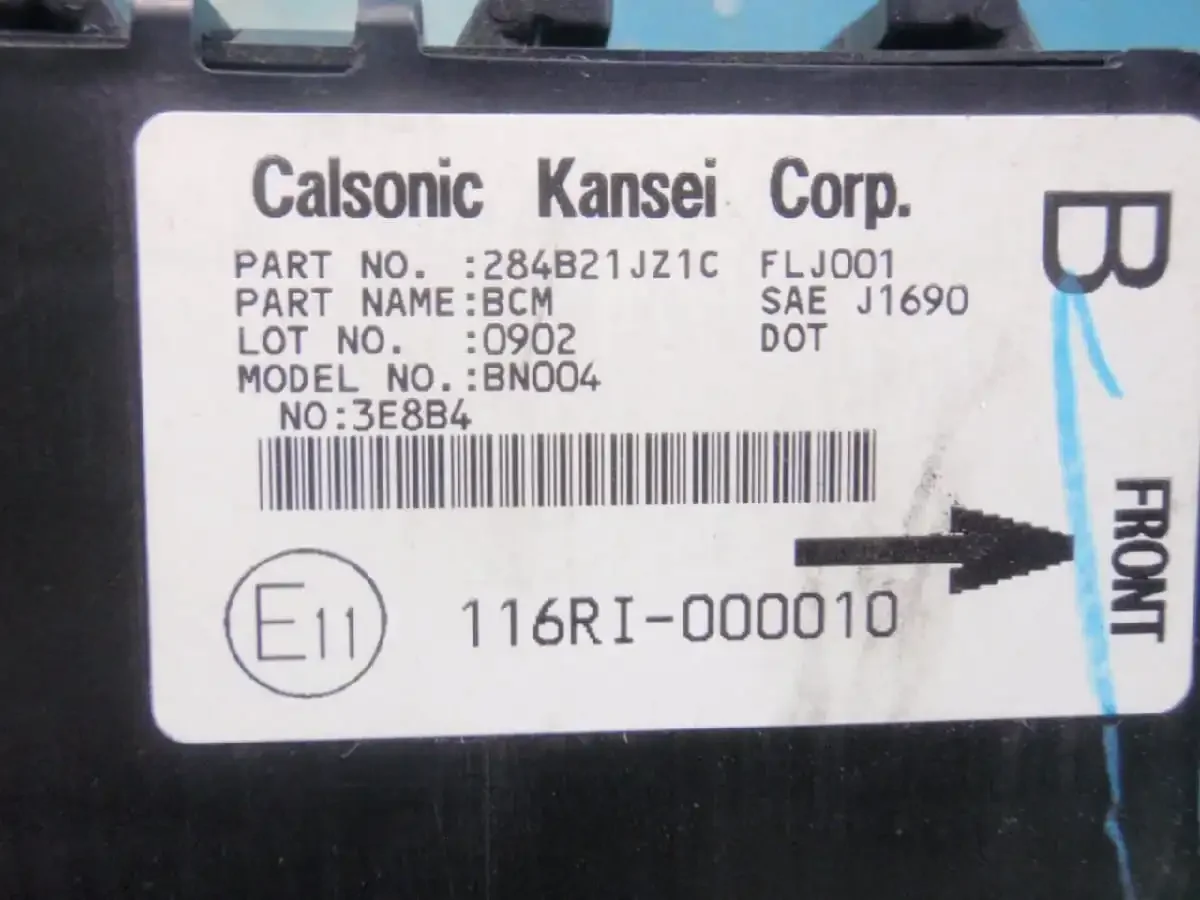 Calsonic Kansei Corp.
PART NO. :284B21JZ1C FLJ001
PART NAME:BCM SAE J1690
LOT NO. :0902 DOT
MODEL NO.:BN004
NO:3E8B4
E11
116RI-000010
B
FRONT